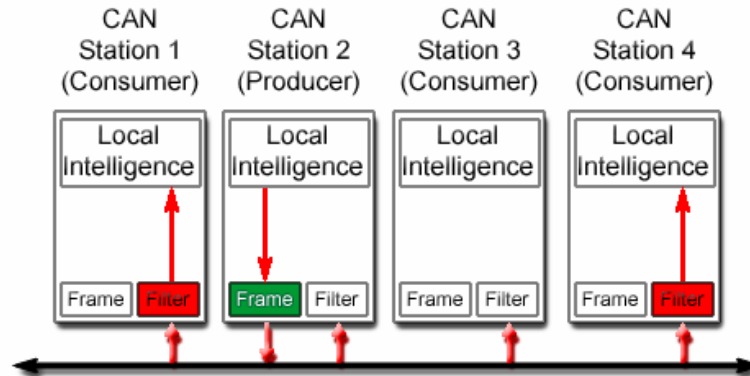 CAN
Station 1
(Consumer)
CAN
Station 2
(Producer)
CAN
Station 3
(Consumer)
CAN
Station 4
(Consumer)
Local
Intelligence
Local
Intelligence
Local
Intelligence
Local
Intelligence
Frame
Filter
Frame
Filter
Frame
Filter
Frame
Filter